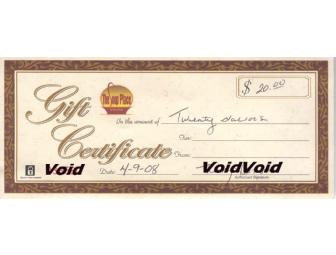 $ 20.00
The Soup Place
Gift
In the amount of Twenty dollars
For:
Certificate From:
Void Date: 4-9-08 VoidVoid
Authorized Signature